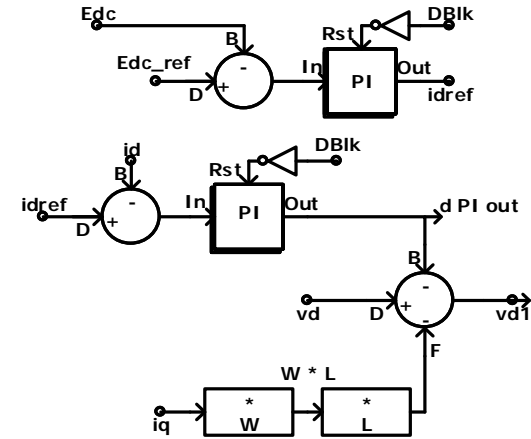 Edc
DBlk
B
Rst
-
Edc_ref
In
PI
Out
D
+
idref
id
DBlk
B
Rst
-
idref
In
PI
Out
d PI out
D
+
B
-
vd
D
+
vd1
-
F
W * L
*
*
iq
W
L